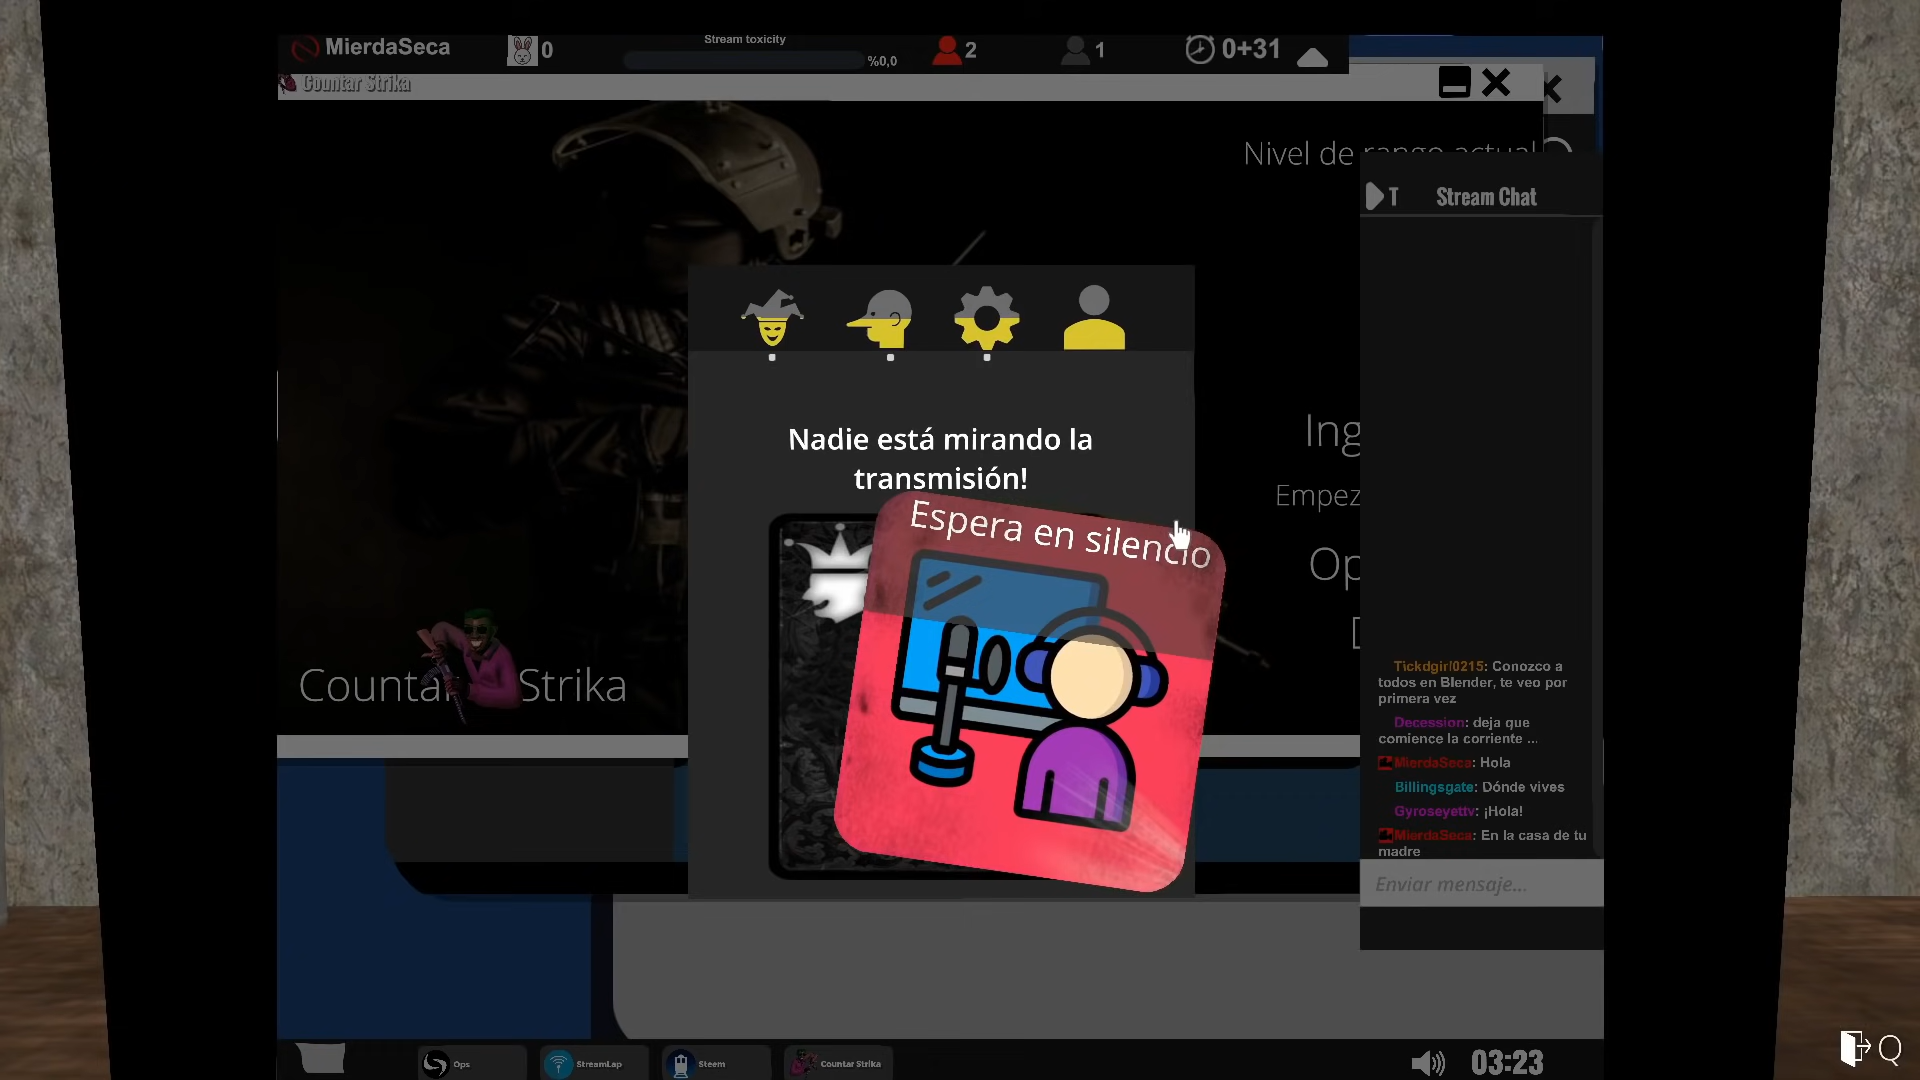 MierdaSeca
0
Stream toxicity
%0,0
2
1
0+31
Countar Strika
Nivel de rango actual
T
Stream Chat
Nadie está mirando la
transmisión!
Espera en silencio
Ing
Empez
Op
Countar Strika
Tickdgirl0215: Conozco a
todos en Blender, te veo por
primera vez
Decession: deja que
comience la corriente ...
MierdaSeca: Hola
Billingsgate: Dónde vives
Gyroseyettv: ¡Hola!
MierdaSeca: En la casa de tu
madre
Enviar mensaje...
Ops
StreamLap
Steem
Countar Strika
03:23
Q